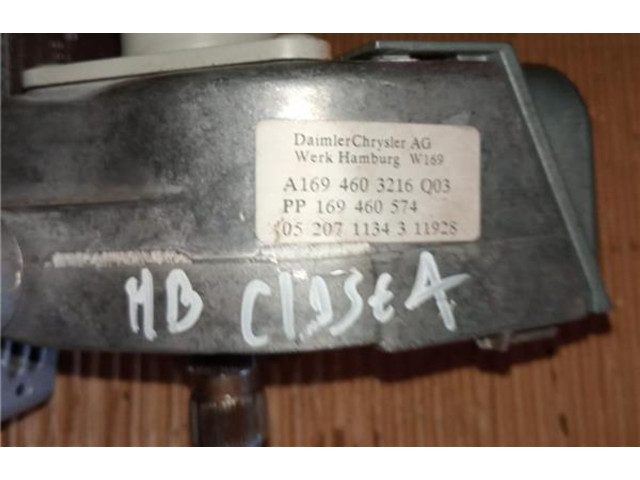 DaimlerChrysler AG
Werk Hamburg W169
A169 460 3216 Q03
PP 169 460 574
05 207 1134 3 11928
MB ClASSE A